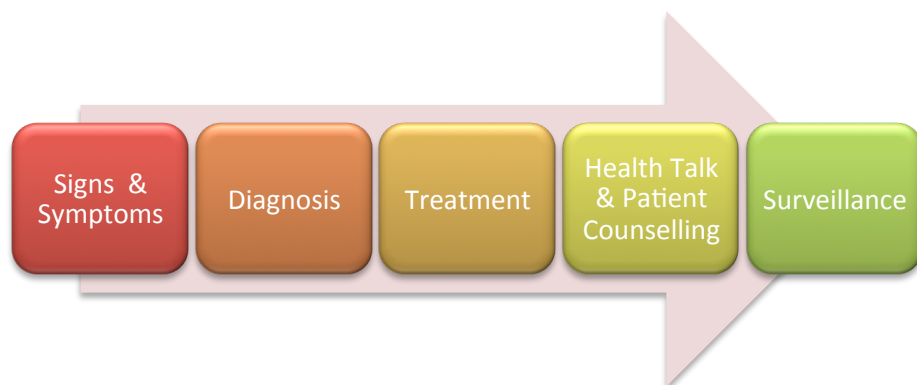 Signs &
Symptoms
Diagnosis
Treatment
Health Talk
& Patient
Counselling
Surveillance